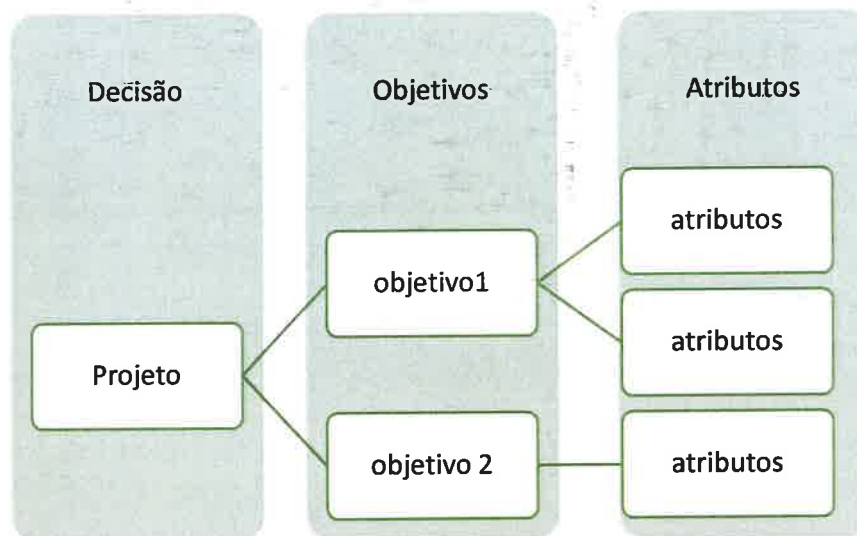 Decisão
Objetivos
Atributos
Projeto
objetivo1
objetivo 2
atributos
atributos
atributos